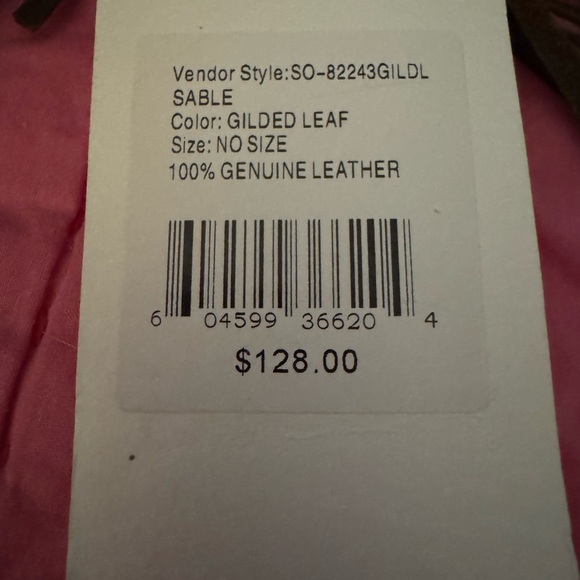 Vendor Style:SO-82243GILDL
SABLE
Color: GILDED LEAF
Size: NO SIZE
100% GENUINE LEATHER
6 04599 36620 4
$128.00